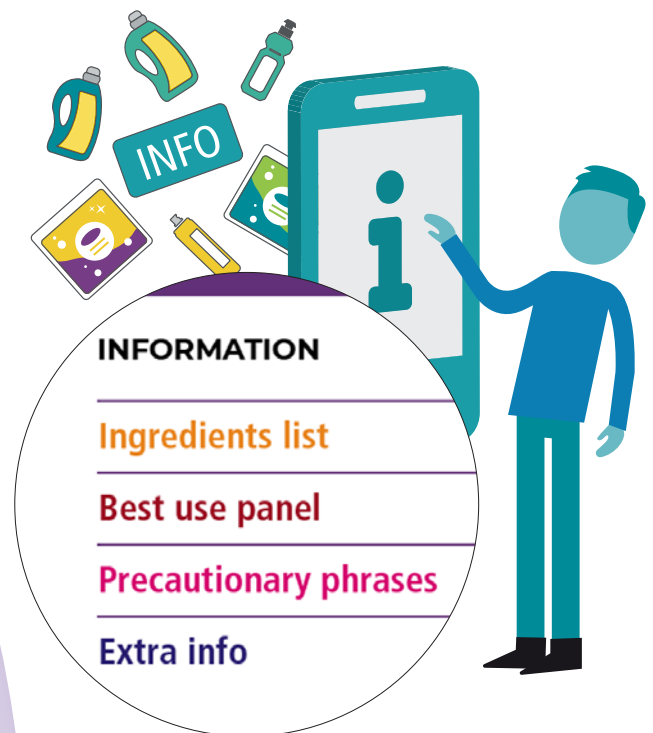 INFO
i
INFORMATION
Ingredients list
Best use panel
Precautionary phrases
Extra info